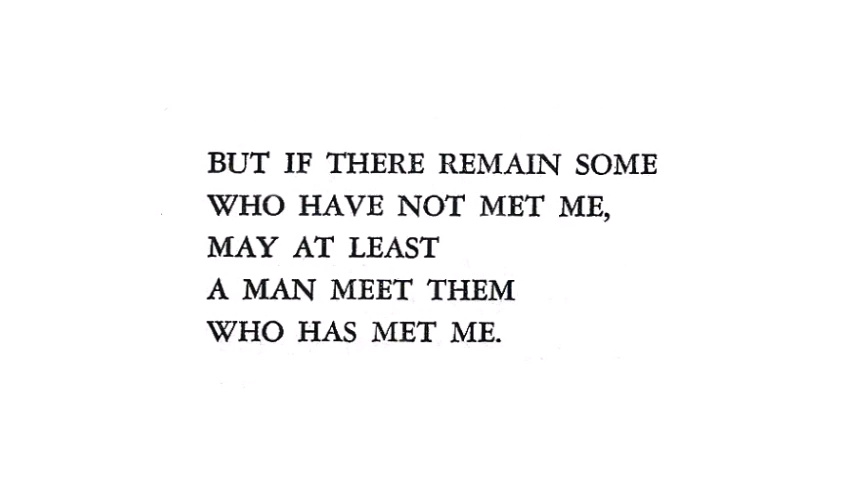 BUT IF THERE REMAIN SOME
WHO HAVE NOT MET ME,
MAY AT LEAST
A MAN MEET THEM
WHO HAS MET ME.